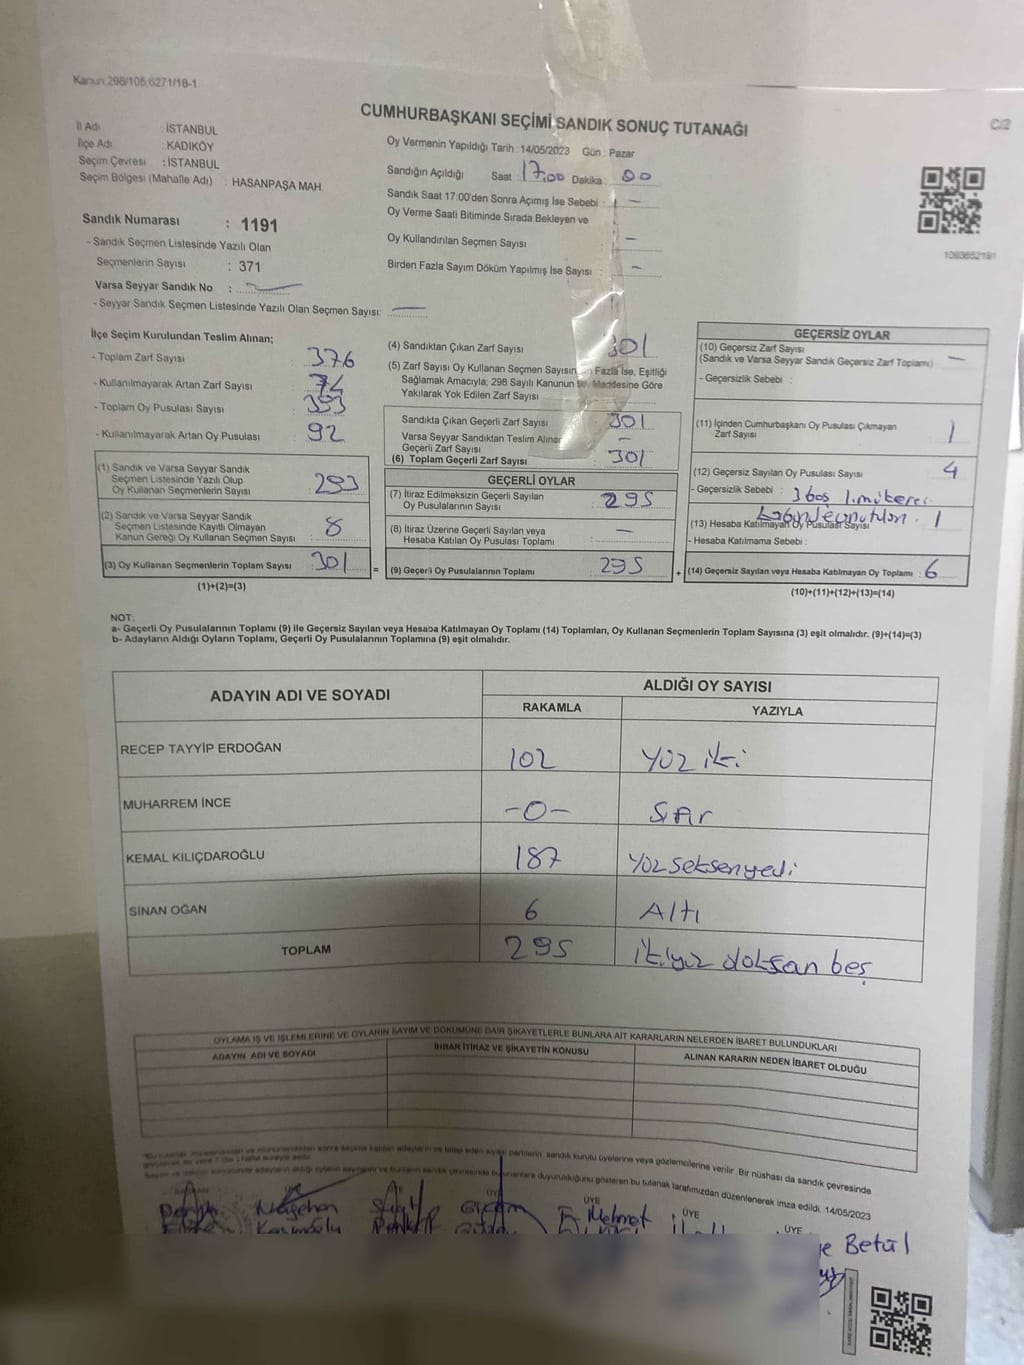 Kanun 298/105,6271/18-1
C/2
CUMHURBAŞKANI SEÇİMİ SANDIK SONUÇ TUTANAĞI
İl Adı : İSTANBUL
İlçe Adı : KADIKÖY
Seçim Çevresi : İSTANBUL
Seçim Bölgesi (Mahalle Adı) : HASANPAŞA MAH.
Sandık Numarası : 1191
- Sandık Seçmen Listesinde Yazılı Olan
Seçmenlerin Sayısı : 371
Varsa Seyyar Sandık No : —
- Seyyar Sandık Seçmen Listesinde Yazılı Olan Seçmen Sayısı: —
Oy Vermenin Yapıldığı Tarih :14/05/2023 Gün : Pazar
Sandığın Açıldığı Saat : 17:00 Dakika : 00
Sandık Saat 17:00'den Sonra Açımış İse Sebebi : —
Oy Verme Saati Bitiminde Sırada Bekleyen ve
Oy Kullandırılan Seçmen Sayısı : —
Birden Fazla Sayım Döküm Yapılmış İse Sayısı : —
1093652191
İlçe Seçim Kurulundan Teslim Alınan;
- Toplam Zarf Sayısı : 376
- Kullanılmayarak Artan Zarf Sayısı : 74
- Toplam Oy Pusulası Sayısı : 393
- Kullanılmayarak Artan Oy Pusulası : 92
(1) Sandık ve Varsa Seyyar Sandık
Seçmen Listesinde Yazılı Olup
Oy Kullanan Seçmenlerin Sayısı : 293
(2) Sandık ve Varsa Seyyar Sandık
Seçmen Listesinde Kayıtlı Olmayan
Kanun Gereği Oy Kullanan Seçmen Sayısı : 8
(3) Oy Kullanan Seçmenlerin Toplam Sayısı : 301
(1)+(2)=(3)
(4) Sandıktan Çıkan Zarf Sayısı : 301
(5) Zarf Sayısı Oy Kullanan Seçmen Sayısından Fazla İse, Eşitliği
Sağlamak Amacıyla; 298 Sayılı Kanunun Maddesine Göre
Yakılarak Yok Edilen Zarf Sayısı
Sandıkta Çıkan Geçerli Zarf Sayısı : 301
Varsa Seyyar Sandıktan Teslim Alınan
Geçerli Zarf Sayısı : —
(6) Toplam Geçerli Zarf Sayısı : 301
GEÇERLİ OYLAR
(7) İtiraz Edilmeksizin Geçerli Sayılan
Oy Pusulalarının Sayısı : 295
(8) İtiraz Üzerine Geçerli Sayılan veya
Hesaba Katılan Oy Pusulası Toplamı : —
= (9) Geçerli Oy Pusulalarının Toplamı : 295
GEÇERSİZ OYLAR
(10) Geçersiz Zarf Sayısı
(Sandık ve Varsa Seyyar Sandık Geçersiz Zarf Toplamı) : —
- Geçersizlik Sebebi :
(11) İçinden Cumhurbaşkanı Oy Pusulası Çıkmayan
Zarf Sayısı : 1
(12) Geçersiz Sayılan Oy Pusulası Sayısı : 4
- Geçersizlik Sebebi : 3 boş 1 mükerrer
(13) Hesaba Katılmayan Oy Pusulası Sayısı : 1
- Hesaba Katılmama Sebebi :
+ (14) Geçersiz Sayılan veya Hesaba Katılmayan Oy Toplamı : 6
(10)+(11)+(12)+(13)=(14)
NOT:
a- Geçerli Oy Pusulalarının Toplamı (9) ile Geçersiz Sayılan veya Hesaba Katılmayan Oy Toplamı (14) Toplamları, Oy Kullanan Seçmenlerin Toplam Sayısına (3) eşit olmalıdır. (9)+(14)=(3)
b- Adayların Aldığı Oyların Toplamı, Geçerli Oy Pusulalarının Toplamına (9) eşit olmalıdır.
ADAYIN ADI VE SOYADI ALDIĞI OY SAYISI
RAKAMLA YAZIYLA
RECEP TAYYİP ERDOĞAN 102 Yüz iki
MUHARREM İNCE -0- Sıfır
KEMAL KILIÇDAROĞLU 187 Yüz seksen yedi
SİNAN OĞAN 6 Altı
TOPLAM 295 İkiyüz doksan beş
OYLAMA İŞ VE İŞLEMLERİNE VE OYLARIN SAYIM VE DÖKÜMÜNE DAİR ŞİKAYETLERLE BUNLARA AİT KARARLARIN NELERDEN İBARET BULUNDUKLARI
ADAYIN ADI VE SOYADI İHBAR İTİRAZ VE ŞİKAYETİN KONUSU ALINAN KARARIN NEDEN İBARET OLDUĞU
sandık kurulu üyelerine veya gözlemcilerine verilir. Bir nüshası da sandık çevresinde
duyurulduğunu gösteren bu tutanak tarafımızdan düzenlenerek imza edildi. 14/05/2023
ÜYE ÜYE ÜYE
Mehmet
Betül